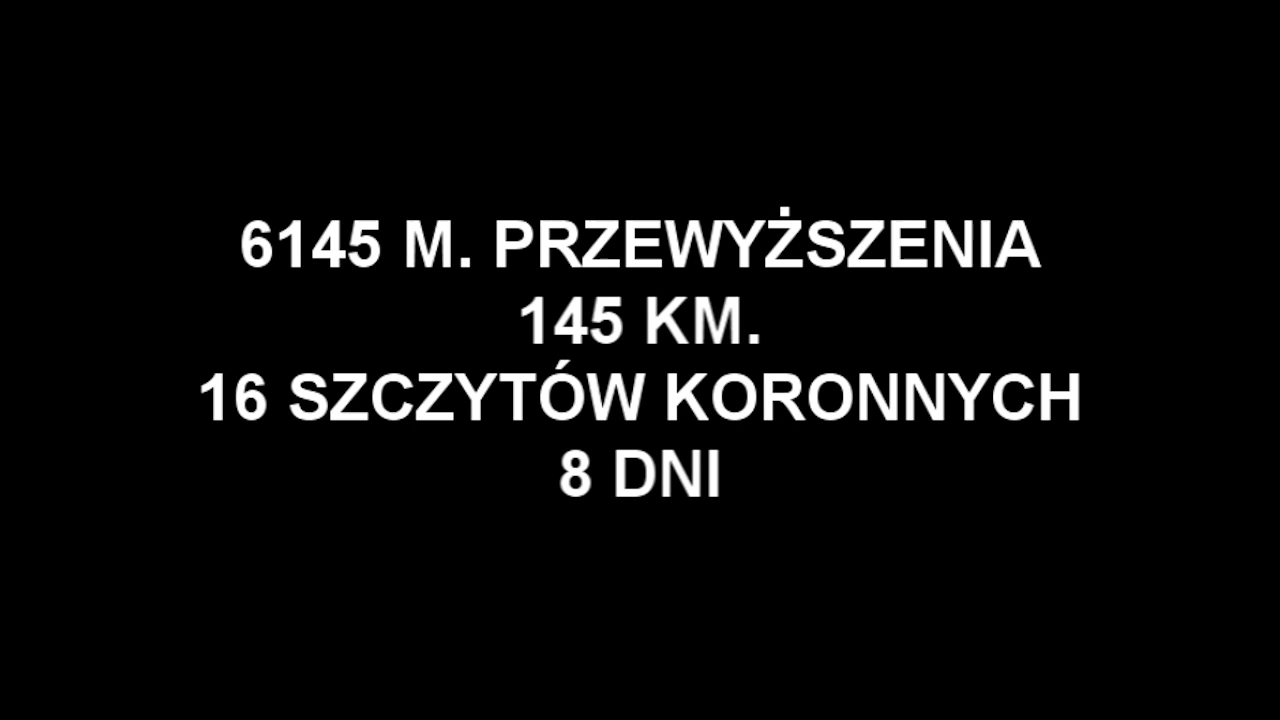 6145 M. PRZEWYŻSZENIA
145 KM.
16 SZCZYTÓW KORONNYCH
8 DNI